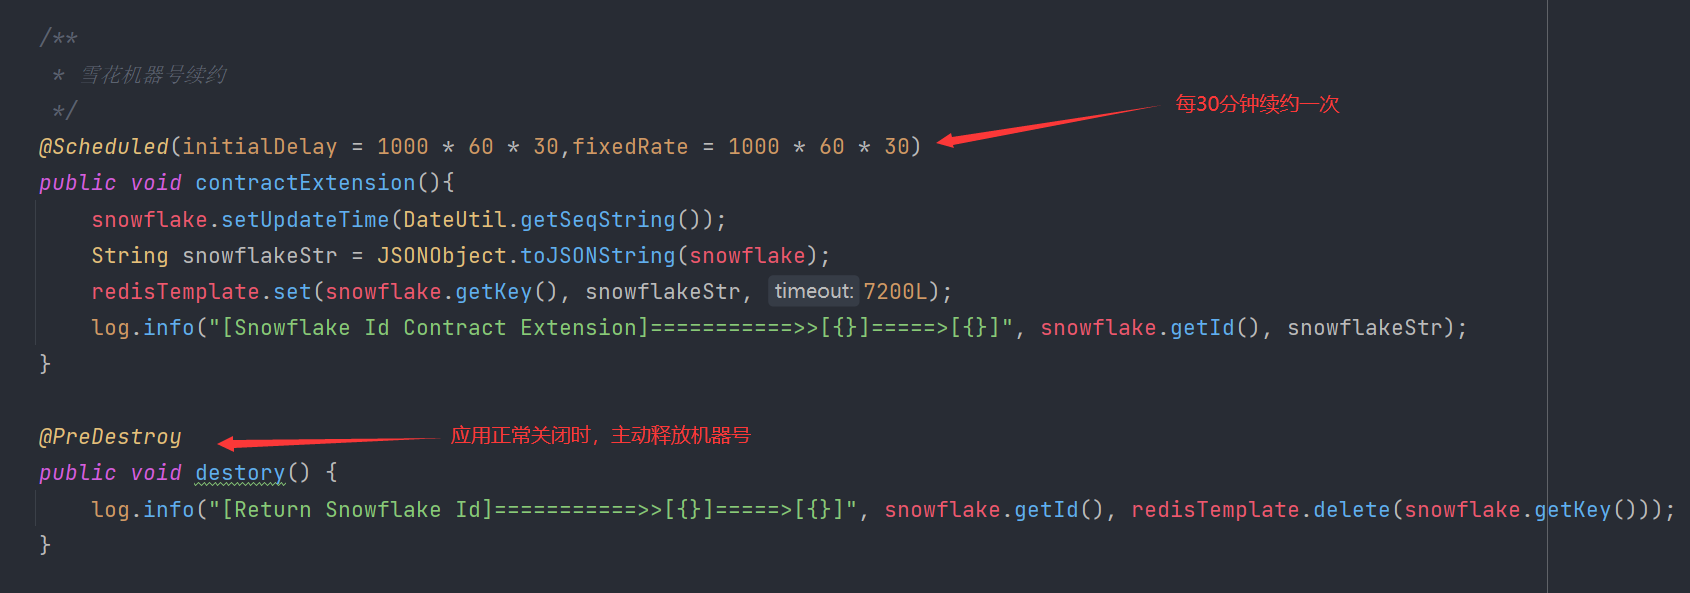 /**
 * 雪花机器号续约
 */
每30分钟续约一次
@Scheduled(initialDelay = 1000 * 60 * 30,fixedRate = 1000 * 60 * 30)
public void contractExtension(){
    snowflake.setUpdateTime(DateUtil.getSeqString());
    String snowflakeStr = JSONObject.toJSONString(snowflake);
    redisTemplate.set(snowflake.getKey(), snowflakeStr, timeout: 7200L);
    log.info("[Snowflake Id Contract Extension]===========>>[{}]=====>[{}]", snowflake.getId(), snowflakeStr);
}
@PreDestroy 应用正常关闭时，主动释放机器号
public void destory() {
    log.info("[Return Snowflake Id]===========>>[{}]=====>[{}]", snowflake.getId(), redisTemplate.delete(snowflake.getKey()));
}